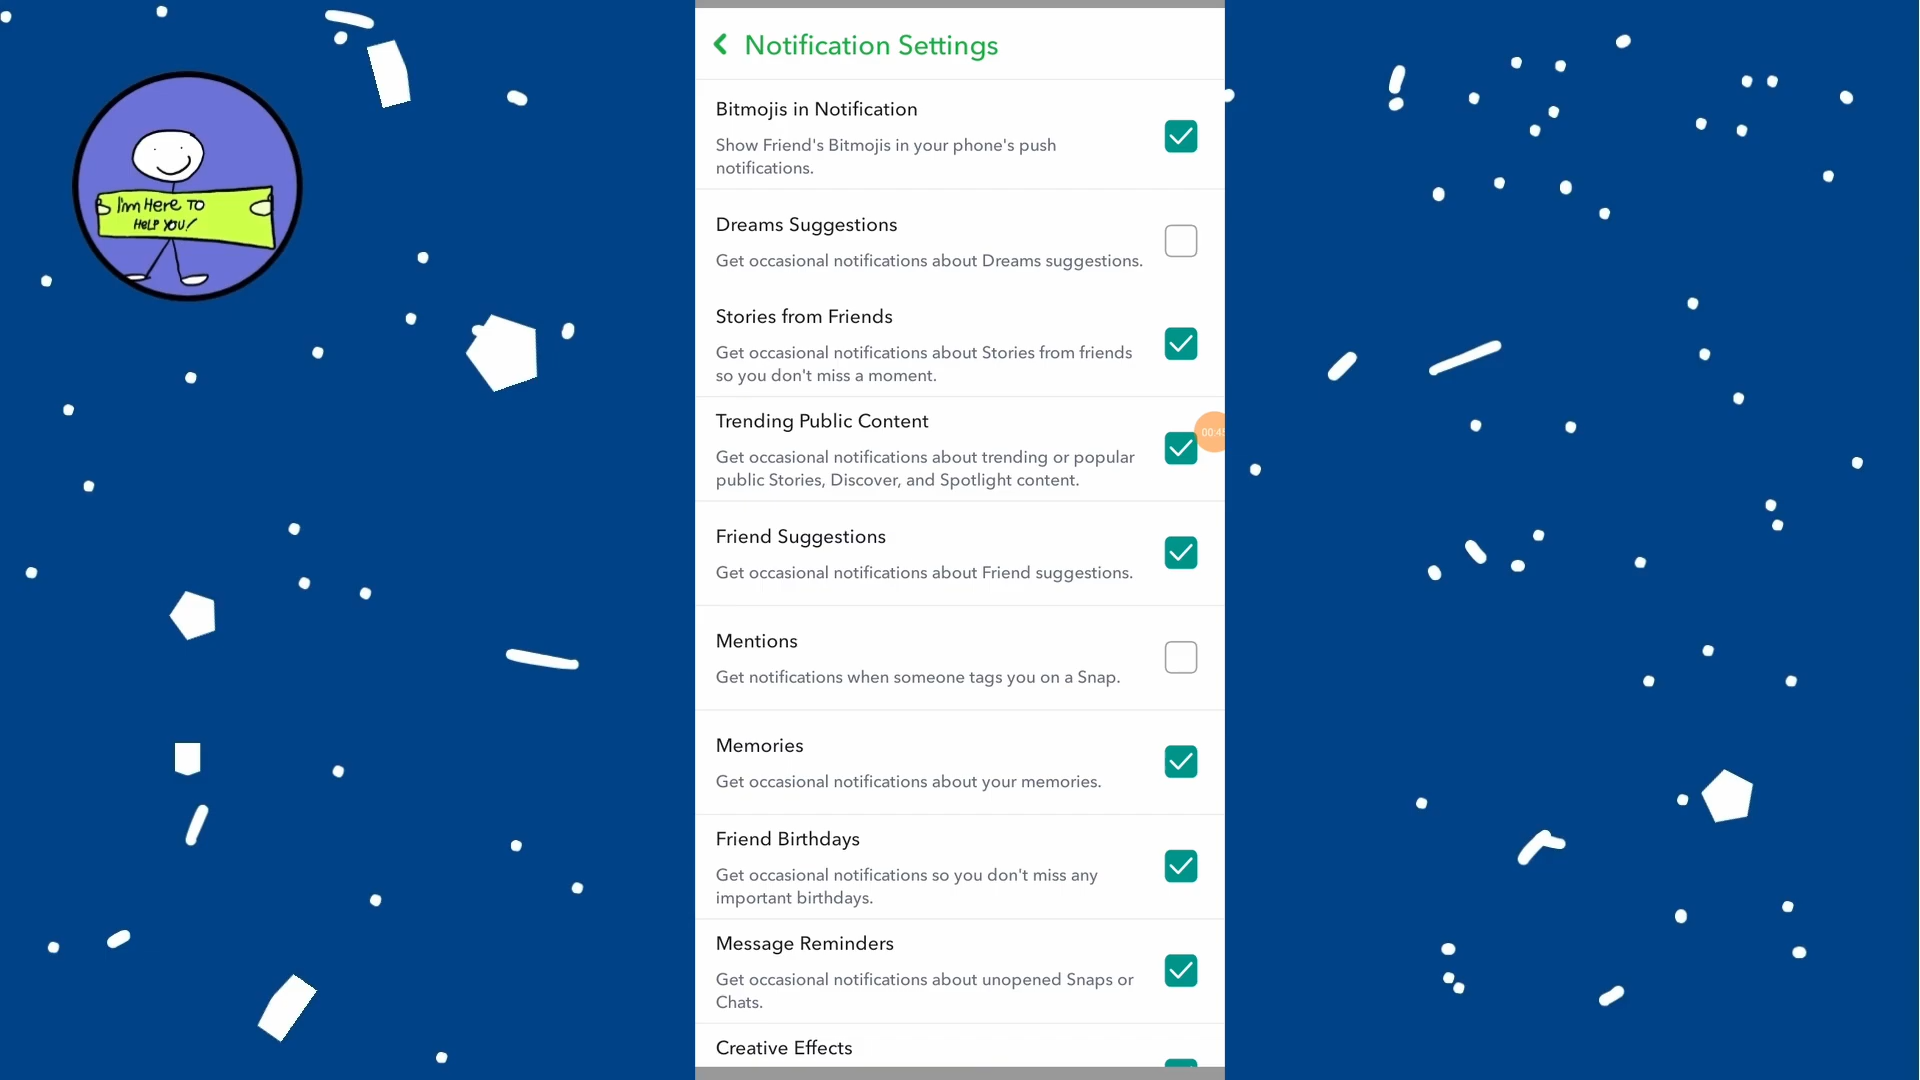 I'm HERE TO
HELP YOU!
Notification Settings
Bitmojis in Notification
Show Friend's Bitmojis in your phone's push
notifications.
Dreams Suggestions
Get occasional notifications about Dreams suggestions.
Stories from Friends
Get occasional notifications about Stories from friends
so you don't miss a moment.
Trending Public Content
Get occasional notifications about trending or popular
public Stories, Discover, and Spotlight content.
Friend Suggestions
Get occasional notifications about Friend suggestions.
Mentions
Get notifications when someone tags you on a Snap.
Memories
Get occasional notifications about your memories.
Friend Birthdays
Get occasional notifications so you don't miss any
important birthdays.
Message Reminders
Get occasional notifications about unopened Snaps or
Chats.
Creative Effects